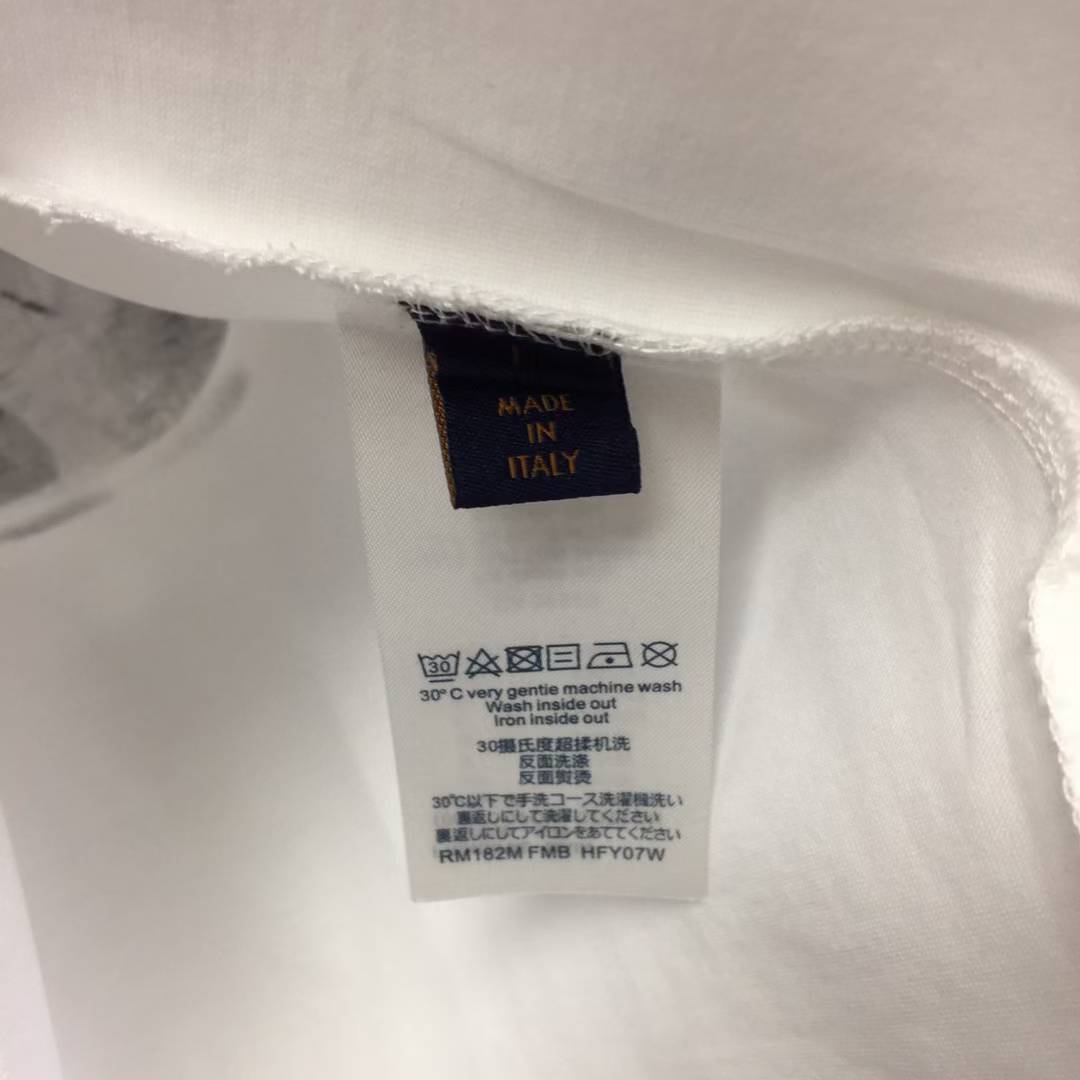 MADE
IN
ITALY
30
30°C very gentie machine wash
Wash inside out
Iron inside out
30摄氏度超揉机洗
反面洗涤
反面熨烫
30℃以下で手洗コース洗濯機洗い
裏返しにして洗濯してください
裏返しにしてアイロンをあててください
RM182M FMB HFY07W